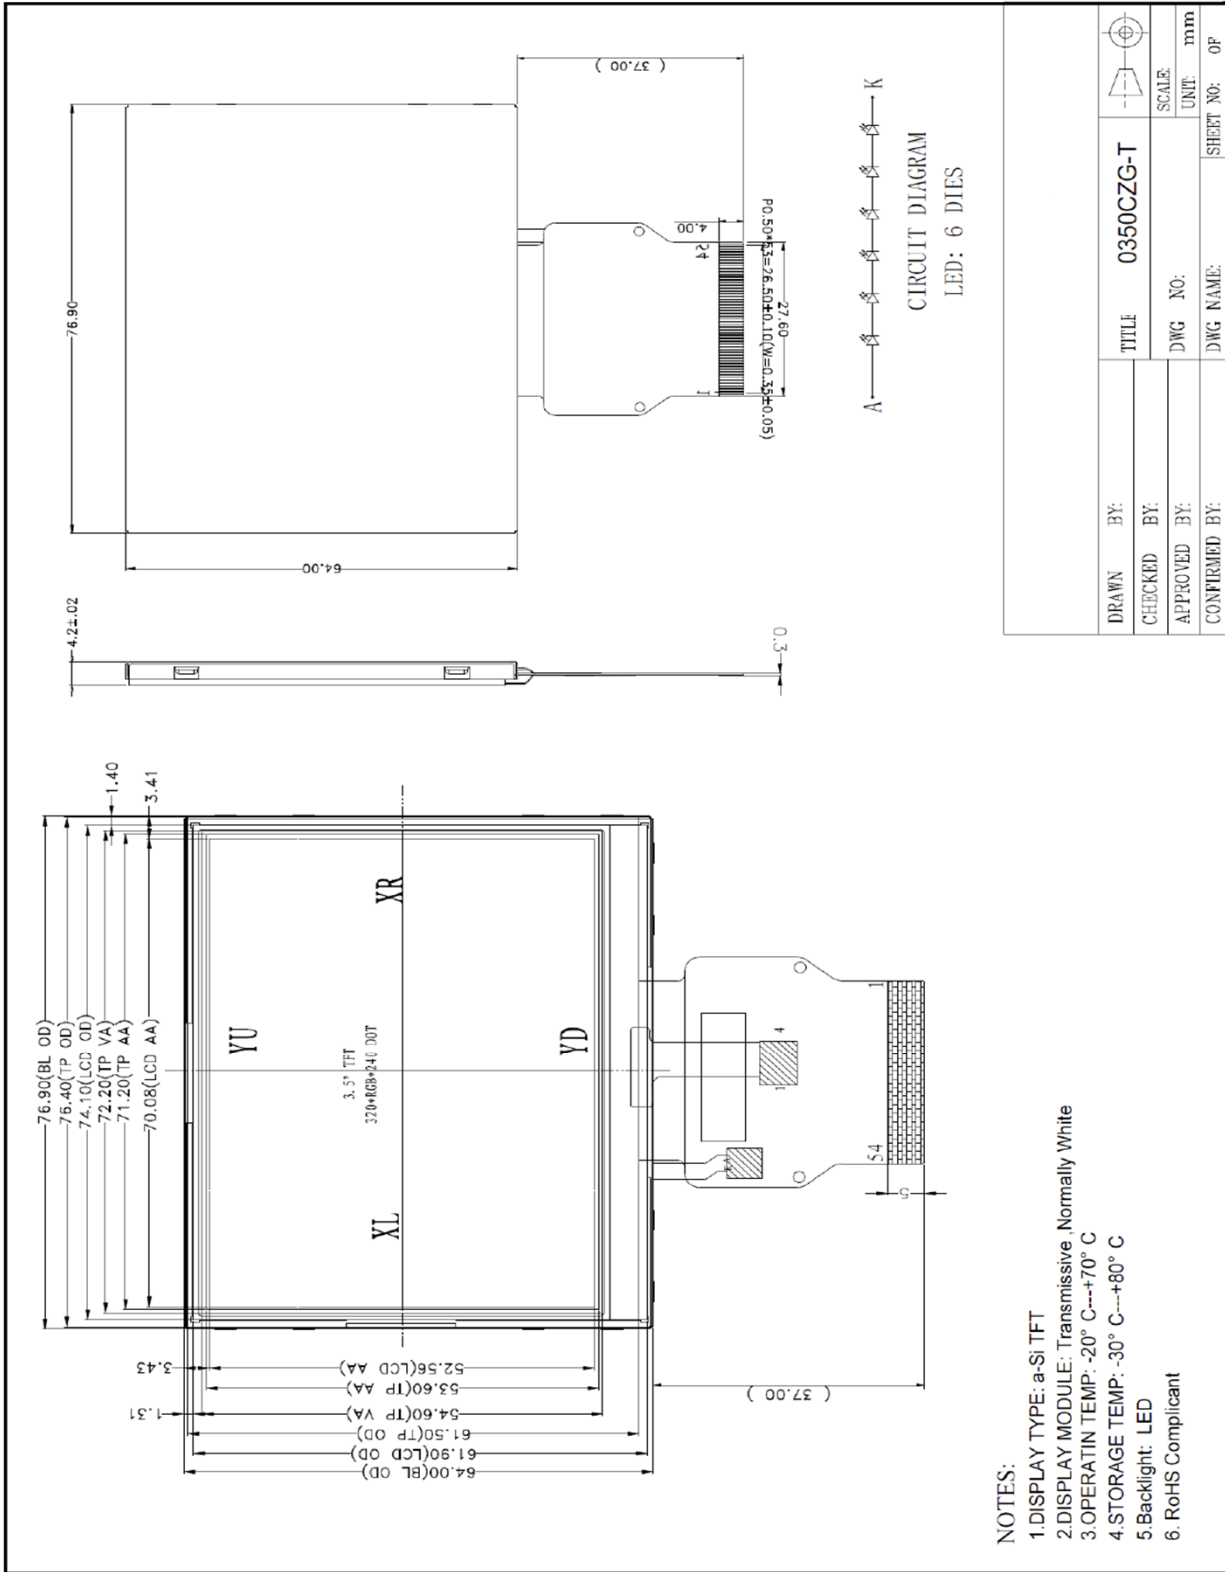 76.90
64.00
( 37.00 )
4.00
24
1
P0.50*53=26.50±0.10(W=0.35±0.05)
27.60
A
K
CIRCUIT DIAGRAM
LED: 6 DIES
4.2±.02
0.3
76.90(BL OD)
76.40(TP OD)
74.10(LCD OD)
72.20(TP VA)
71.20(TP AA)
70.08(LCD AA)
1.40
3.41
YU
XR
XL
YD
3.5" TFT
320*RGB*240 DOT
3.43
1.31
52.56(LCD AA)
53.60(TP AA)
54.60(TP VA)
61.50(TP OD)
61.90(LCD OD)
64.00(BL OD)
( 37.00 )
1
4
1
54
5
NOTES:
1.DISPLAY TYPE: a-Si TFT
2.DISPLAY MODULE: Transmissive ,Normally White
3.OPERATIN TEMP: -20° C---+70° C
4.STORAGE TEMP: -30° C---+80° C
5.Backlight: LED
6. RoHS Complicant
DRAWN BY:
CHECKED BY:
APPROVED BY:
CONFIRMED BY:
TITLE 0350CZG-T
DWG NO:
DWG NAME:
SCALE:
UNIT: mm
SHEET NO: OF